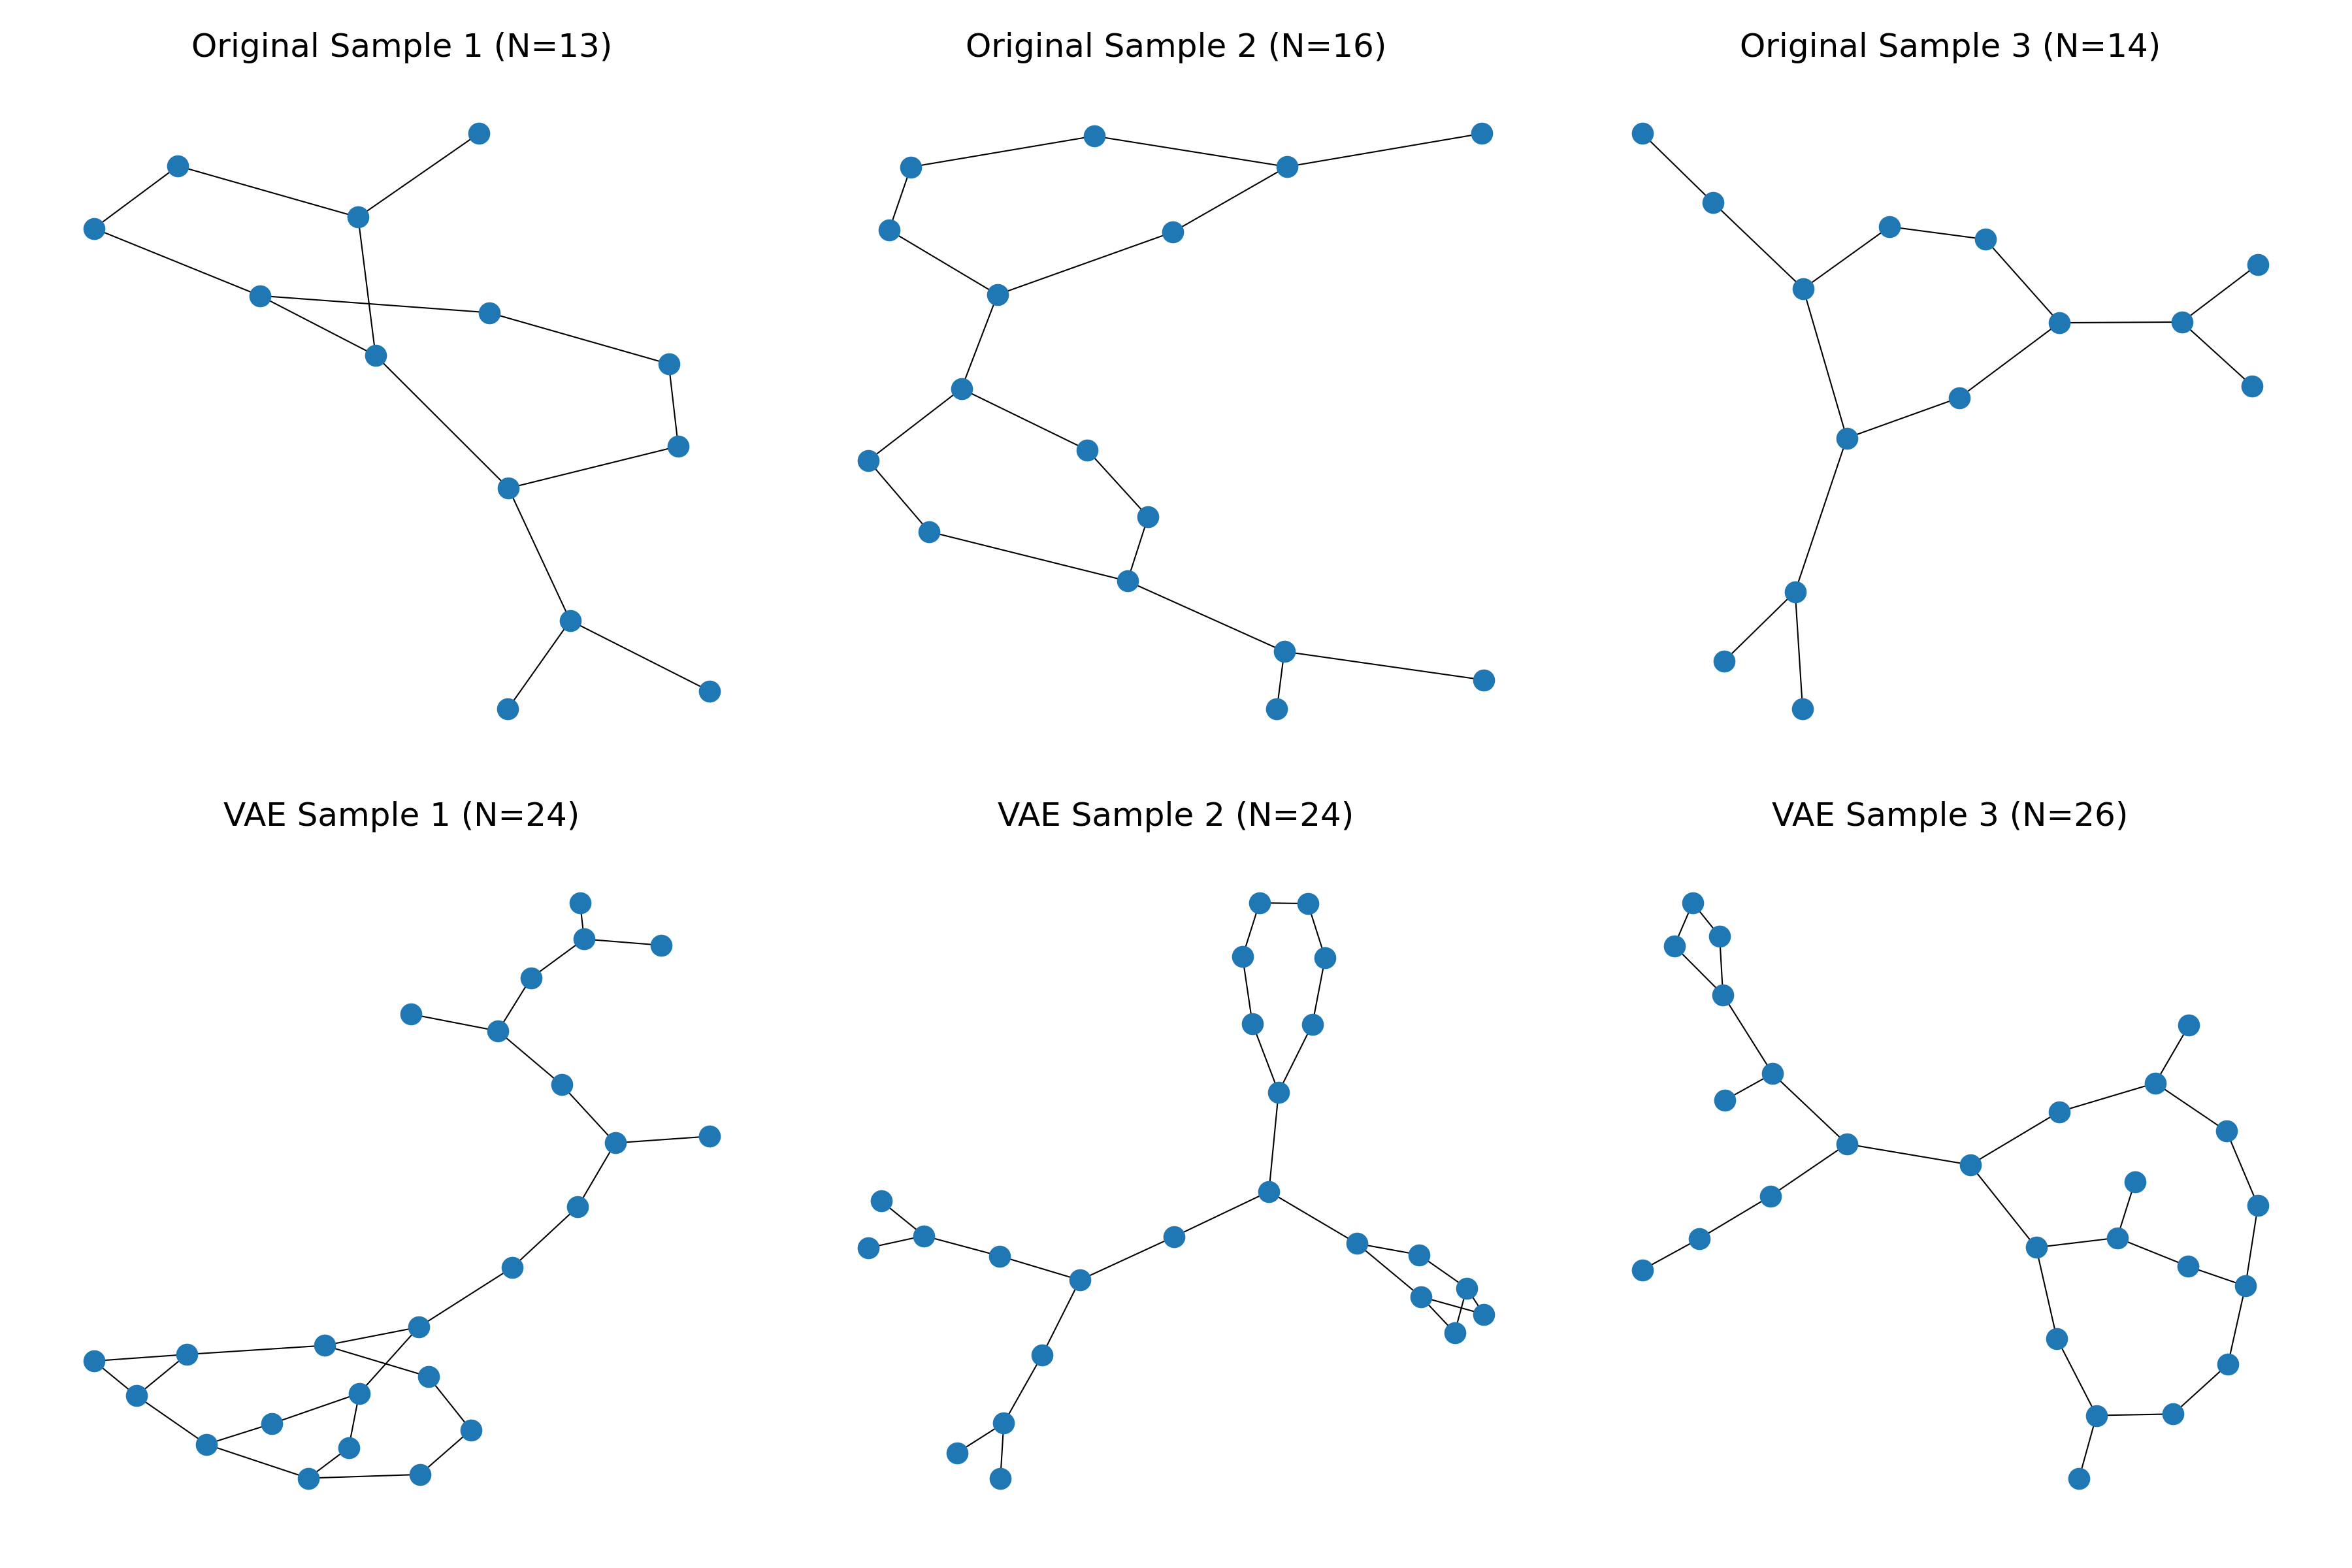 Original Sample 1 (N=13)
Original Sample 2 (N=16)
Original Sample 3 (N=14)
VAE Sample 1 (N=24)
VAE Sample 2 (N=24)
VAE Sample 3 (N=26)